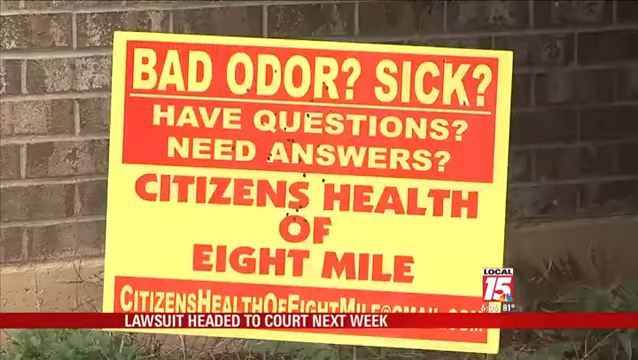 BAD ODOR? SICK?
HAVE QUESTIONS?
NEED ANSWERS?
CITIZENS HEALTH
OF
EIGHT MILE
LOCAL
15
81°
LAWSUIT HEADED TO COURT NEXT WEEK